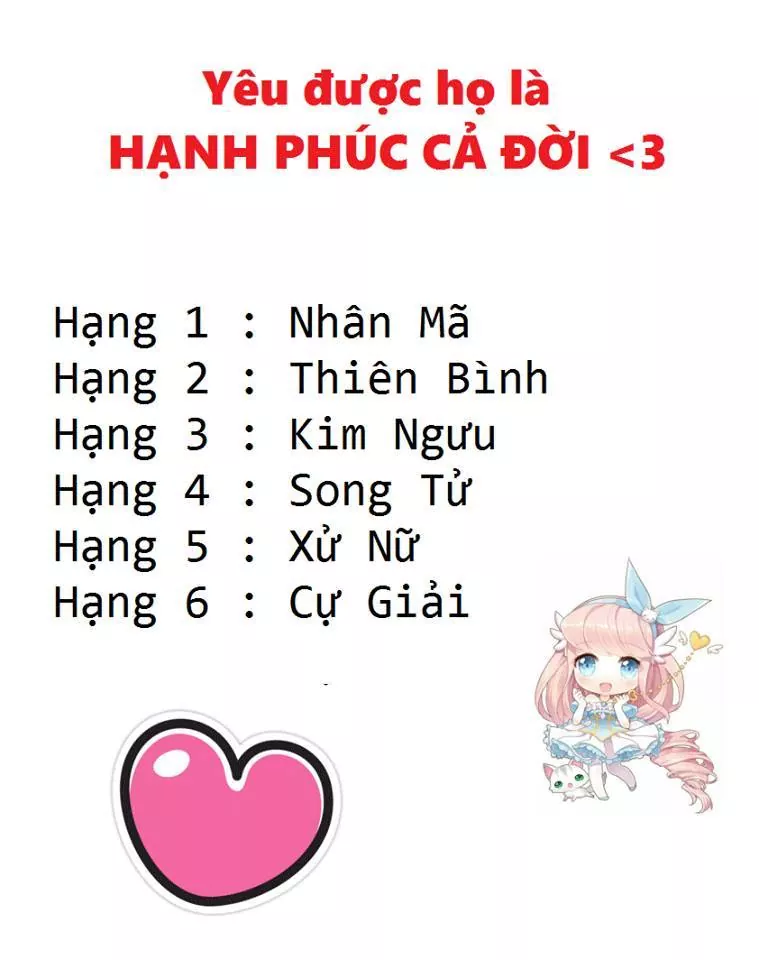 Yêu được họ là
HẠNH PHÚC CẢ ĐỜI <3
Hạng 1 : Nhân Mã
Hạng 2 : Thiên Bình
Hạng 3 : Kim Ngưu
Hạng 4 : Song Tử
Hạng 5 : Xử Nữ
Hạng 6 : Cự Giải